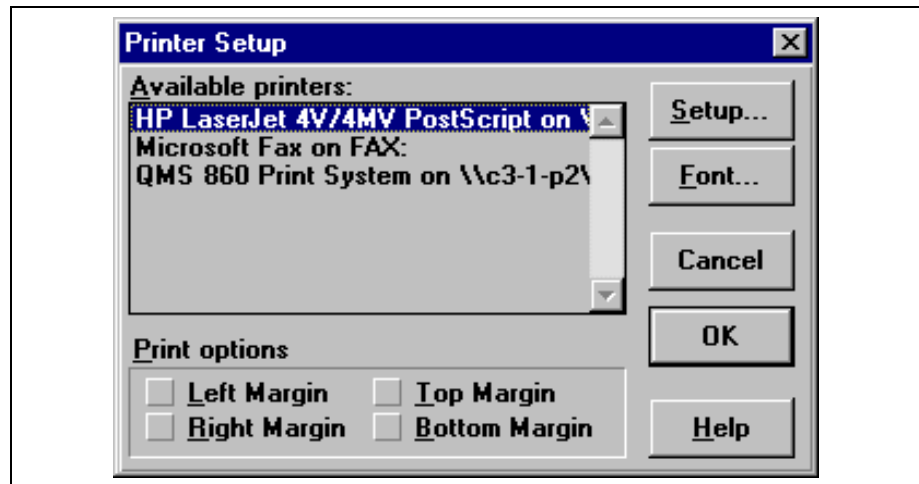 Printer Setup
Available printers:
HP LaserJet 4V/4MV PostScript on \
Microsoft Fax on FAX:
QMS 860 Print System on \\c3-1-p2\
Setup...
Font...
Cancel
OK
Print options
Left Margin
Top Margin
Right Margin
Bottom Margin
Help